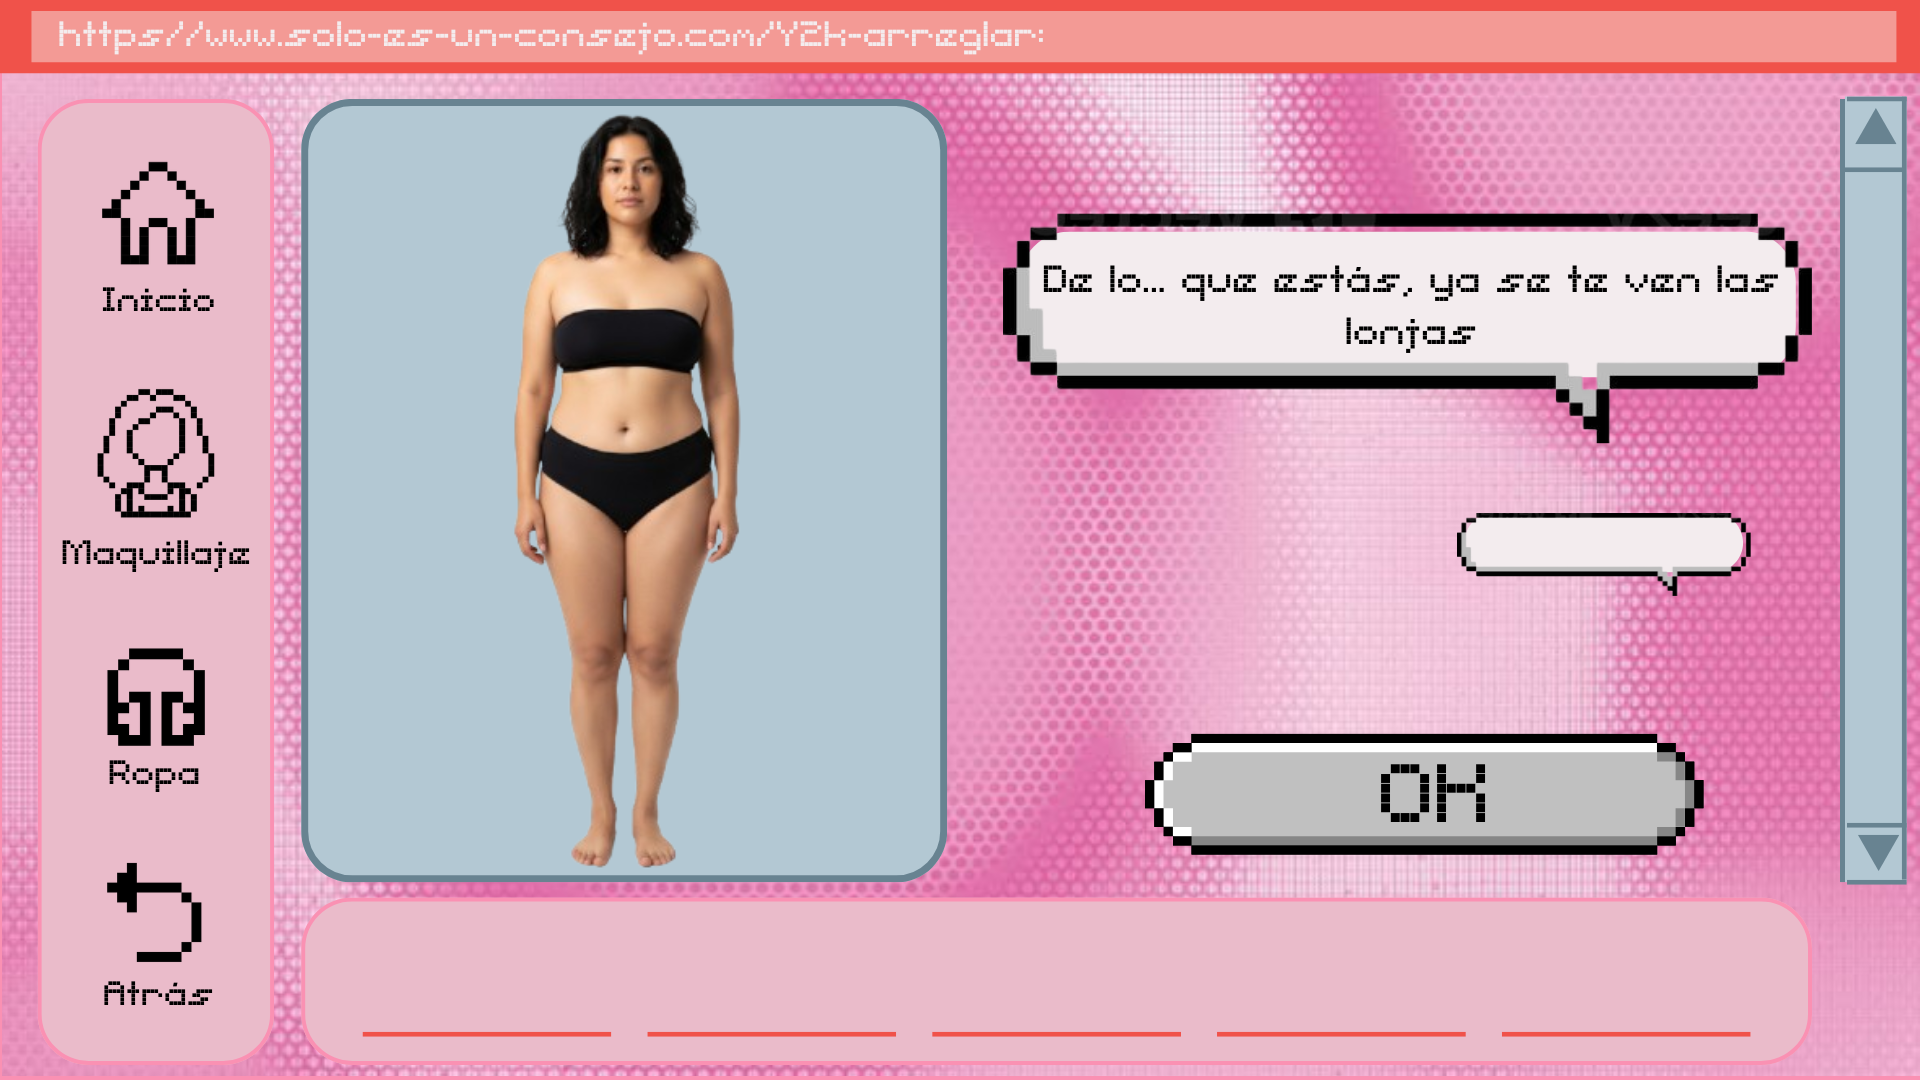 https//www.solo-es-un-consejo.com/Y2k-arreglar:
Inicio
Maquillaje
Ropa
Atrás
De lo... que estás, ya se te ven las
lonjas
OK